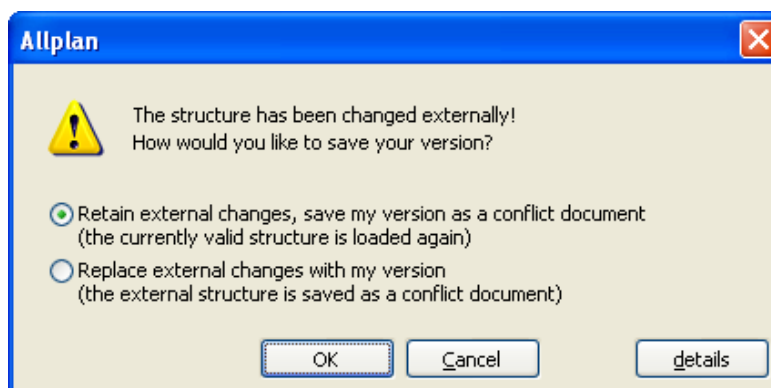 Allplan
The structure has been changed externally!
How would you like to save your version?
Retain external changes, save my version as a conflict document
(the currently valid structure is loaded again)
Replace external changes with my version
(the external structure is saved as a conflict document)
OK Cancel details